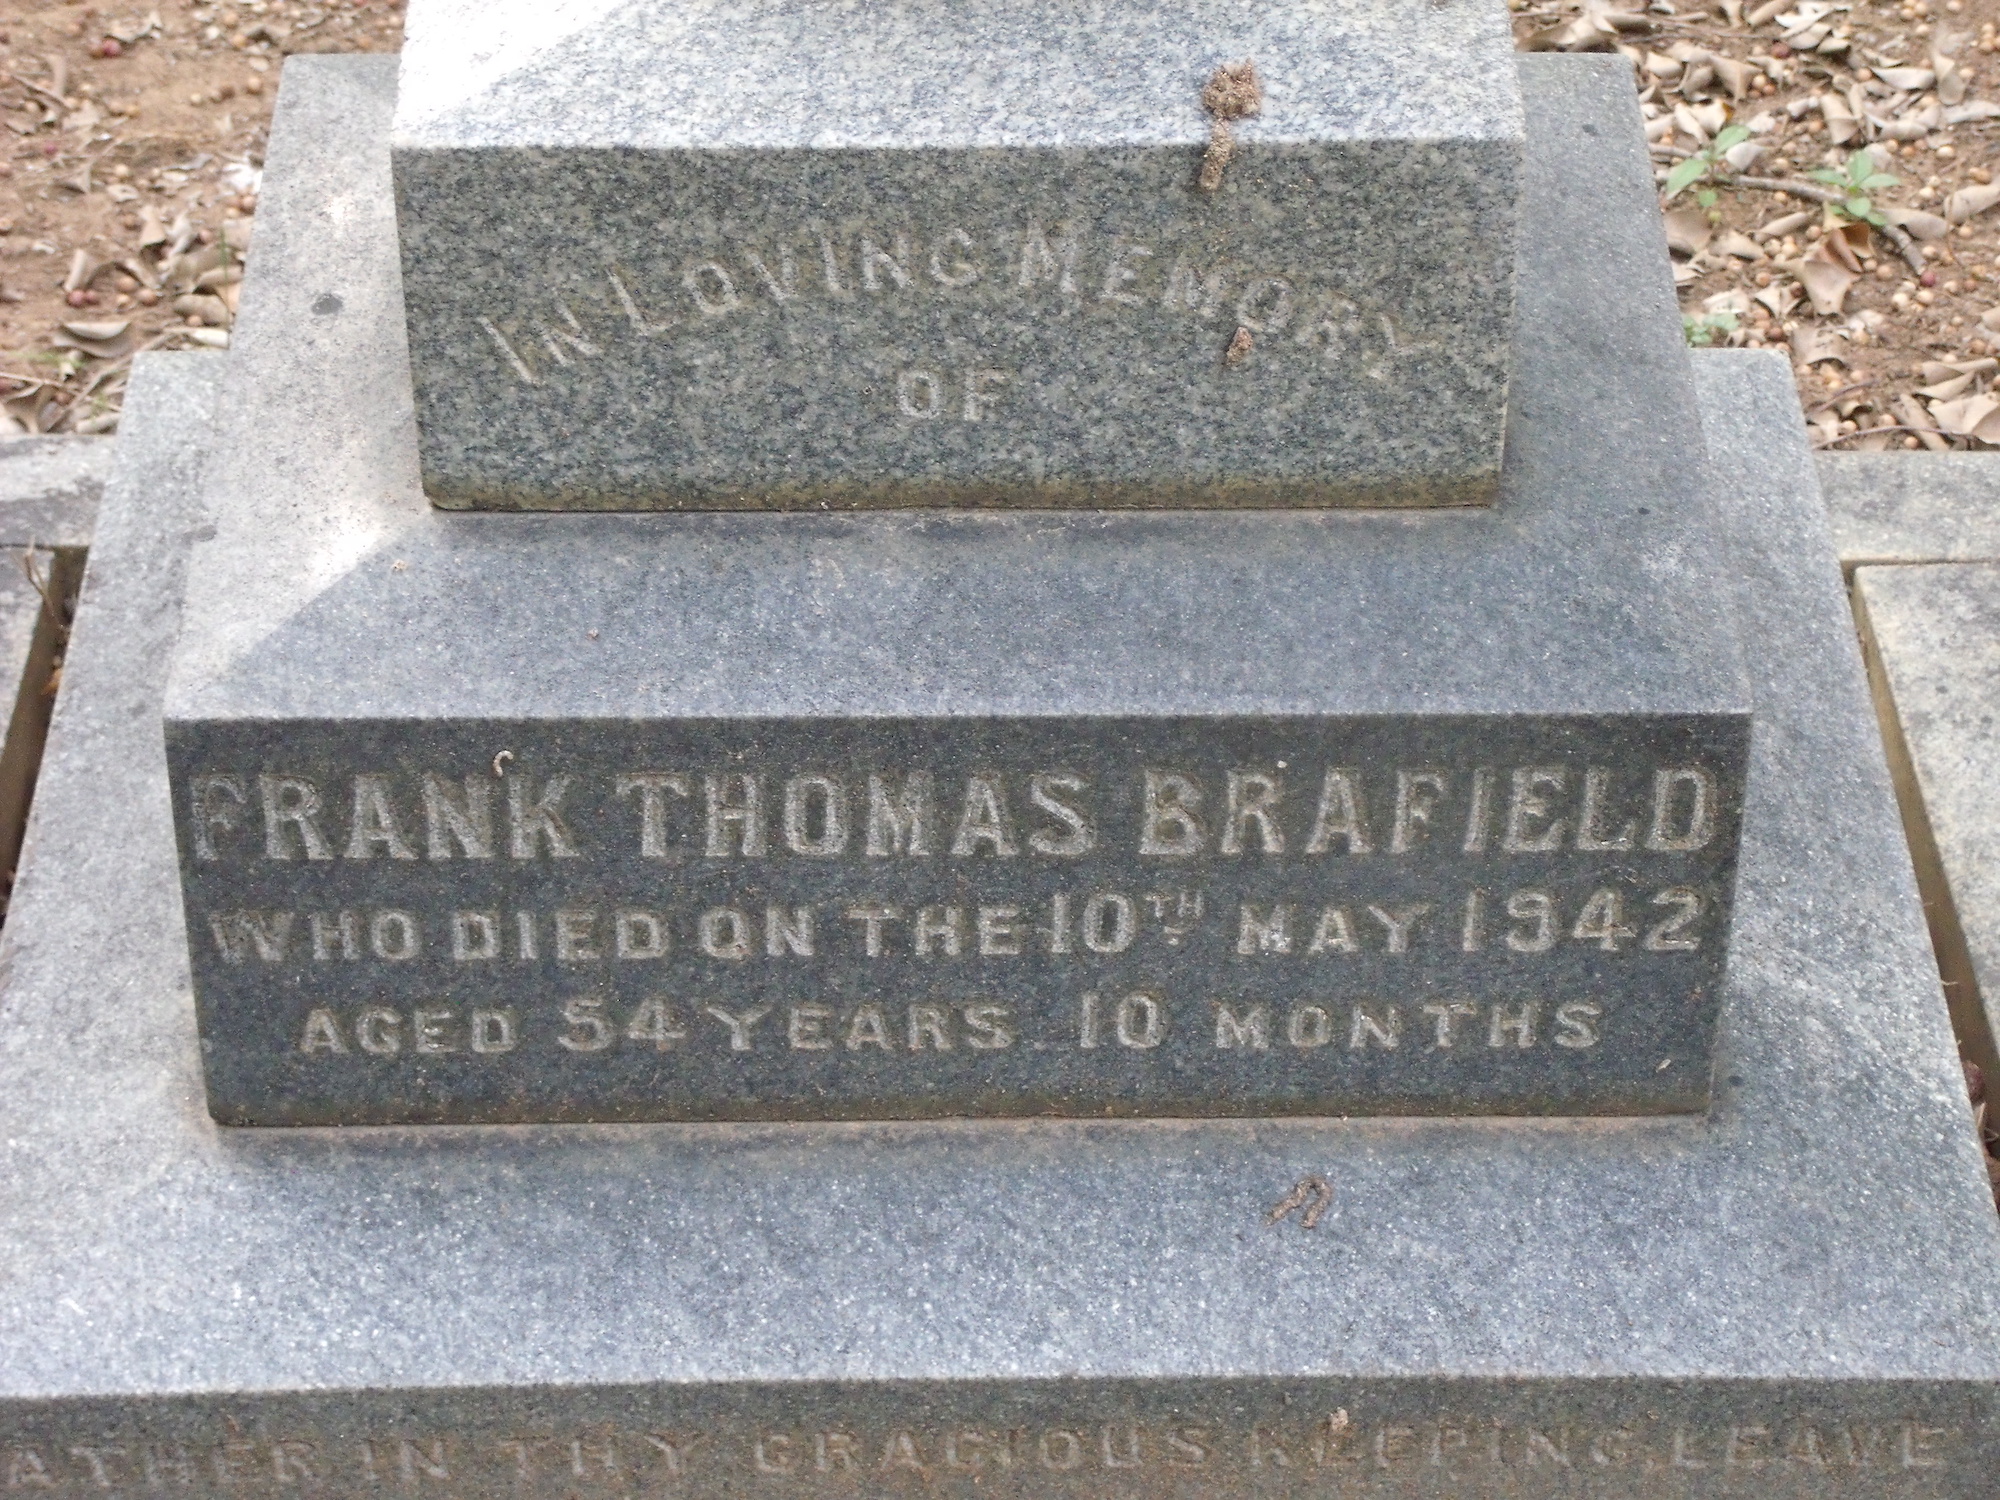 IN LOVING MEMORY
OF
FRANK THOMAS BRAFIELD
WHO DIED ON THE 10TH MAY 1942
AGED 54 YEARS 10 MONTHS
ATHER IN THY GRACIOUS KEEPING, LEAVE